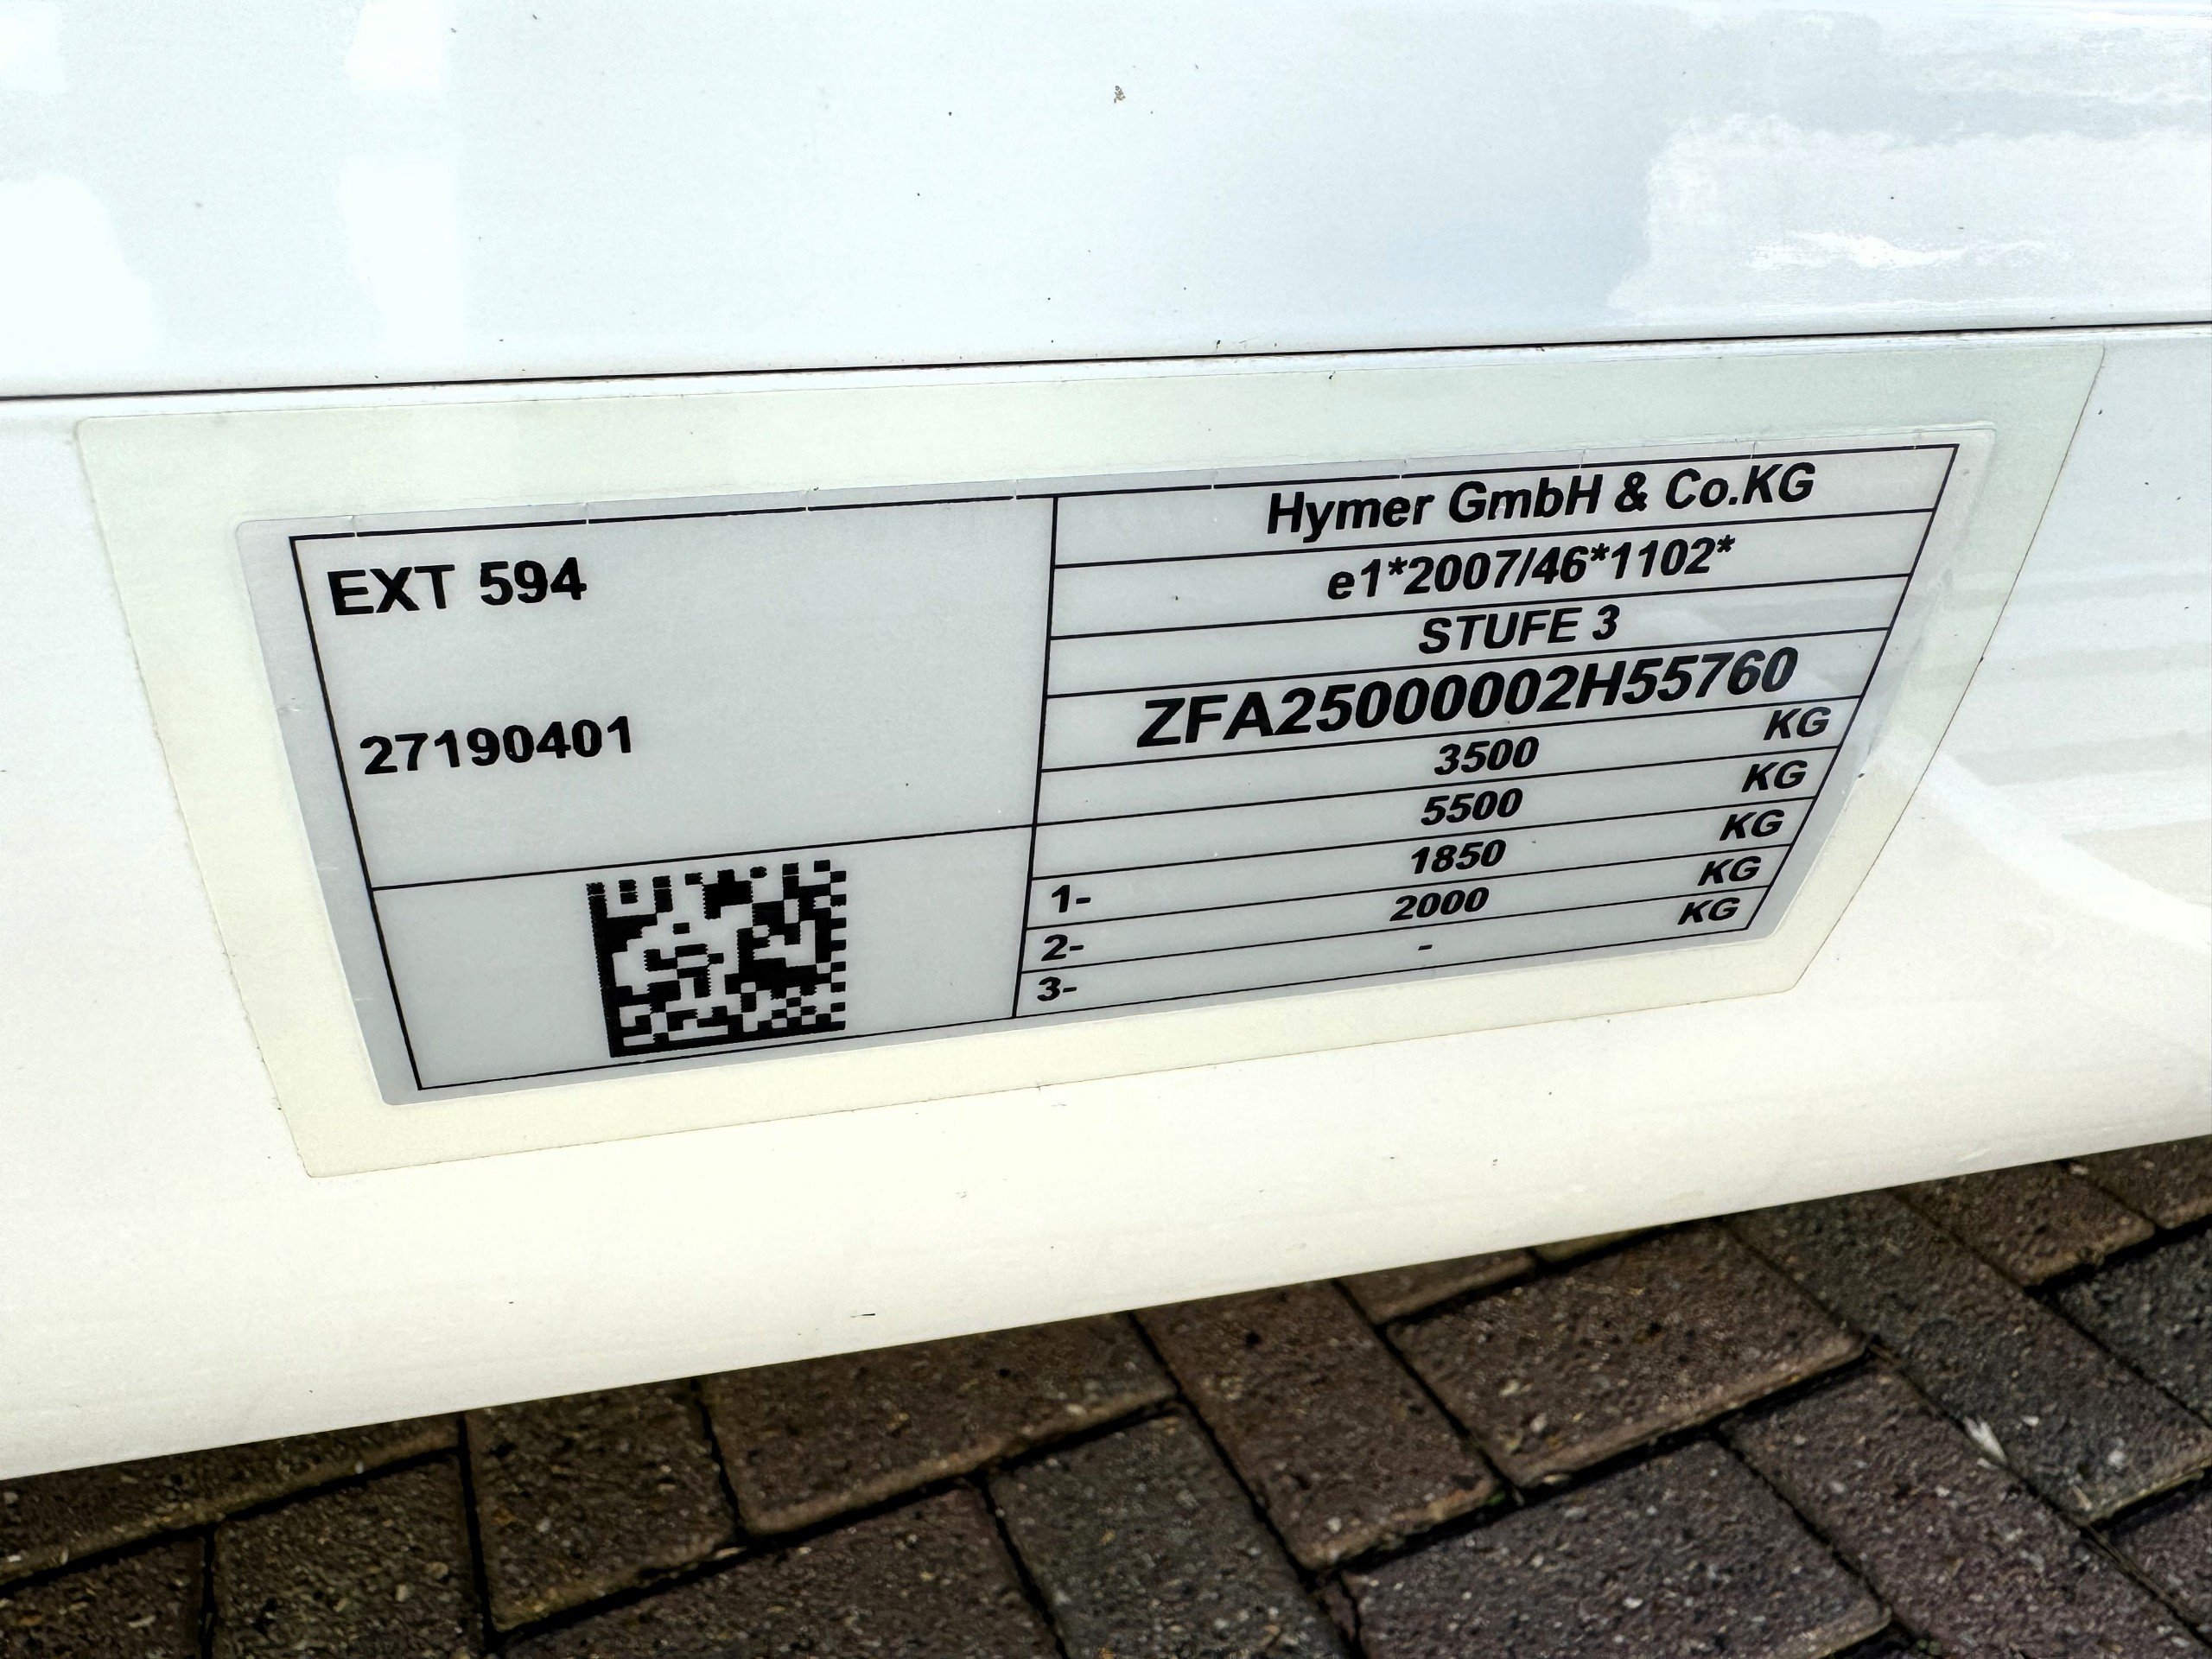 EXT 594
27190401
Hymer GmbH & Co.KG
e1*2007/46*1102*
STUFE 3
ZFA25000002H55760
3500 KG
5500 KG
1- 1850 KG
2- 2000 KG
3- - KG